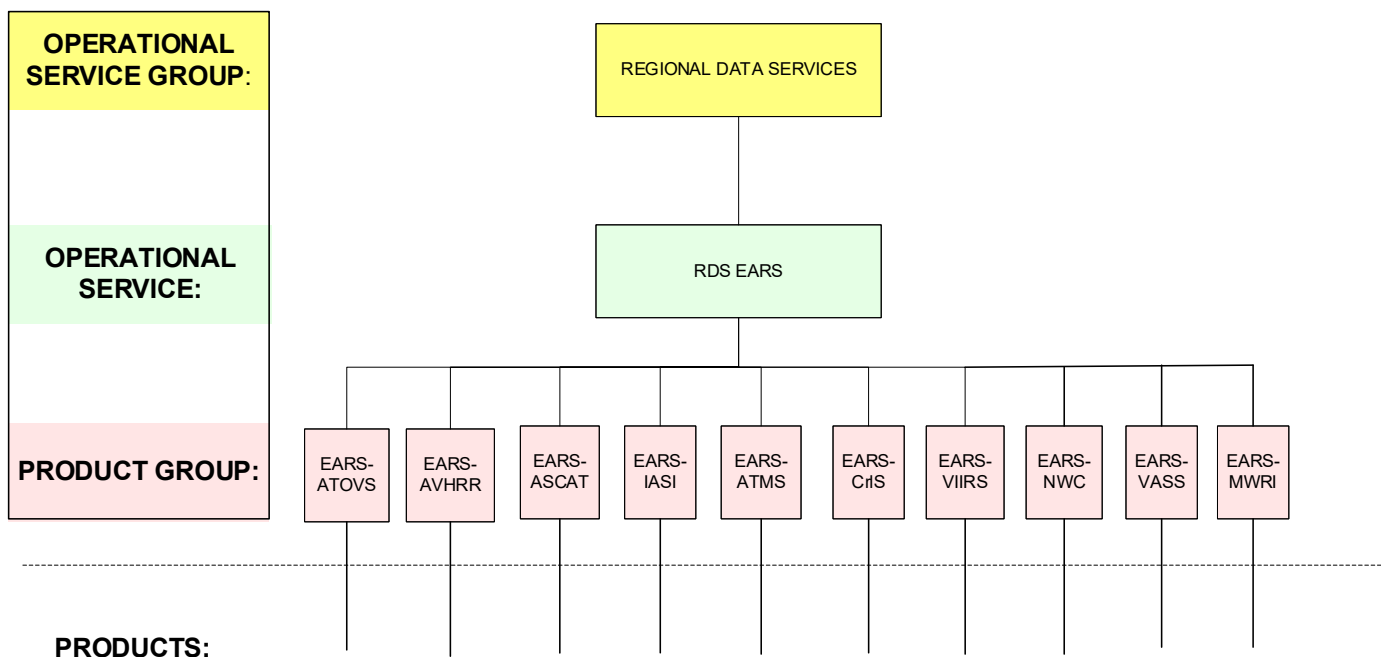 OPERATIONAL
SERVICE GROUP:
REGIONAL DATA SERVICES
OPERATIONAL
SERVICE:
RDS EARS
PRODUCT GROUP:
EARS-
ATOVS
EARS-
AVHRR
EARS-
ASCAT
EARS-
IASI
EARS-
ATMS
EARS-
CrIS
EARS-
VIIRS
EARS-
NWC
EARS-
VASS
EARS-
MWRI
PRODUCTS: